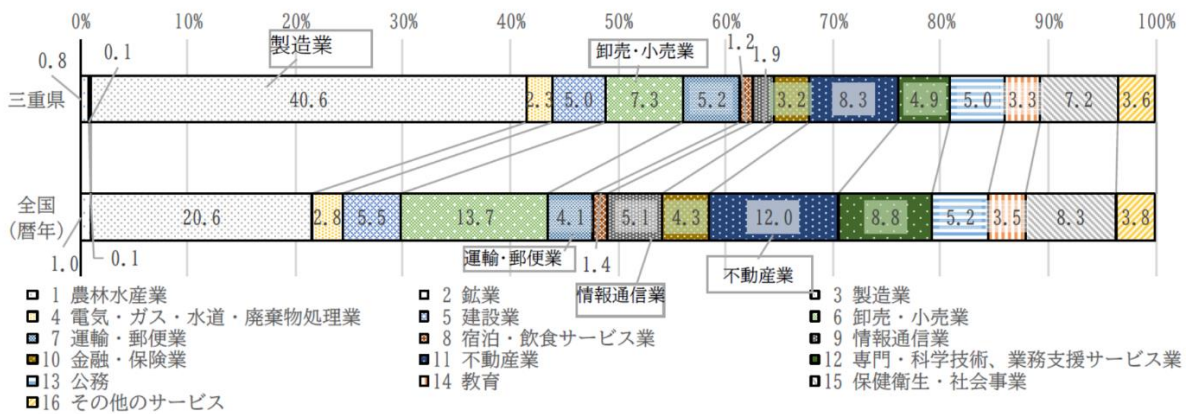 0% 10% 20% 30% 40% 50% 60% 70% 80% 90% 100%
0.8 0.1 製造業 卸売・小売業 1.2 1.9
三重県 40.6 2.3 5.0 7.3 5.2 3.2 8.3 4.9 5.0 3.3 7.2 3.6
全国 20.6 2.8 5.5 13.7 4.1 5.1 4.3 12.0 8.8 5.2 3.5 8.3 3.8
(暦年)
1.0 0.1 運輸・郵便業 1.4 情報通信業 不動産業
1 農林水産業 2 鉱業 3 製造業
4 電気・ガス・水道・廃棄物処理業 5 建設業 6 卸売・小売業
7 運輸・郵便業 8 宿泊・飲食サービス業 9 情報通信業
10 金融・保険業 11 不動産業 12 専門・科学技術、業務支援サービス業
13 公務 14 教育 15 保健衛生・社会事業
16 その他のサービス